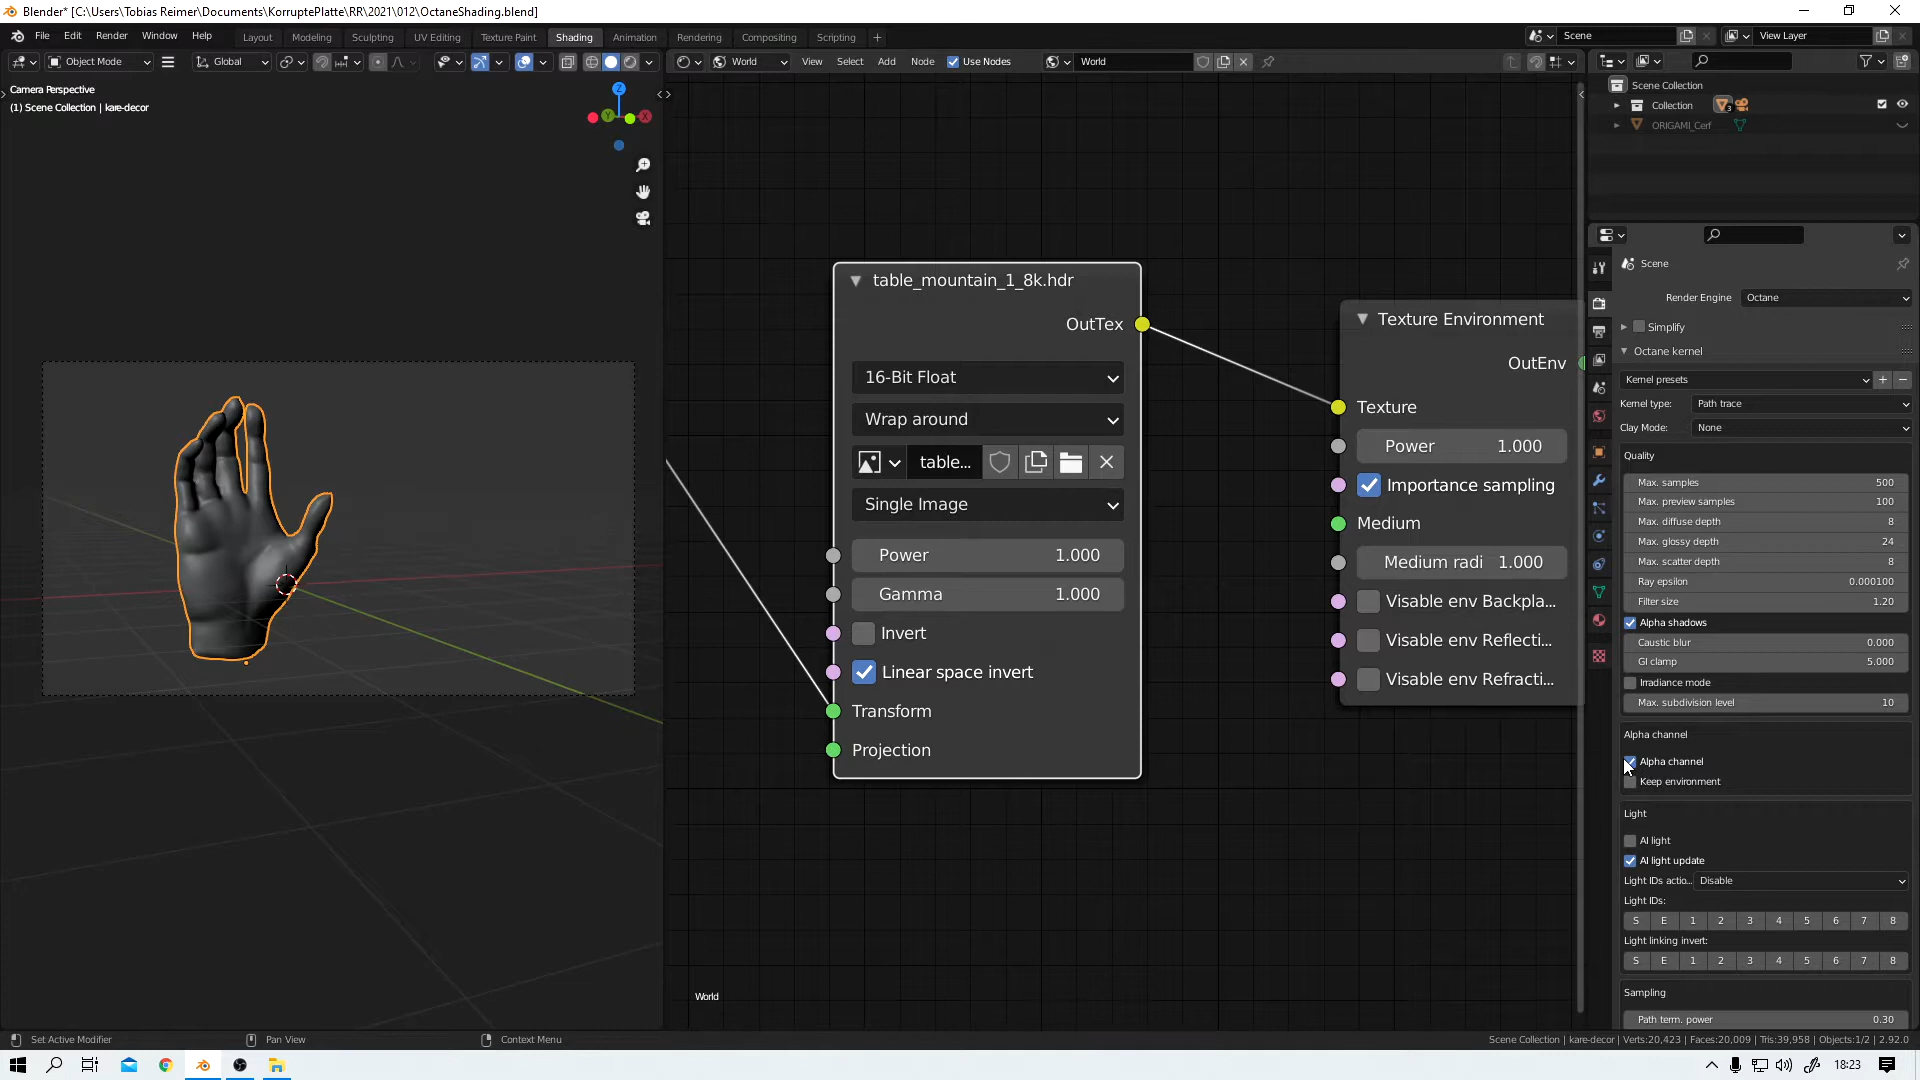 Blender* [C:\Users\Tobias Reimer\Documents\KorruptePlatte\RR\2021\012\OctaneShading.blend]
File Edit Render Window Help Layout Modeling Sculpting UV Editing Texture Paint Shading Animation Rendering Compositing Scripting + Scene View Layer
Object Mode Global World View Select Add Node Use Nodes World
Camera Perspective
(1) Scene Collection | kare-decor
Z
Y
X
Scene Collection
Collection 3
ORIGAMI_Cerf
table_mountain_1_8k.hdr
OutTex
16-Bit Float
Wrap around
table...
Single Image
Power 1.000
Gamma 1.000
Invert
Linear space invert
Transform
Projection
Texture Environment
OutEnv
Texture
Power 1.000
Importance sampling
Medium
Medium radi 1.000
Visable env Backpla...
Visable env Reflecti...
Visable env Refracti...
World
Scene
Render Engine Octane
Simplify
Octane kernel
Kernel presets
Kernel type: Path trace
Clay Mode: None
Quality
Max. samples 500
Max. preview samples 100
Max. diffuse depth 8
Max. glossy depth 24
Max. scatter depth 8
Ray epsilon 0.000100
Filter size 1.20
Alpha shadows
Caustic blur 0.000
GI clamp 5.000
Irradiance mode
Max. subdivision level 10
Alpha channel
Alpha channel
Keep environment
Light
AI light
AI light update
Light IDs actio... Disable
Light IDs:
S E 1 2 3 4 5 6 7 8
Light linking invert:
S E 1 2 3 4 5 6 7 8
Sampling
Path term. power 0.30
Set Active Modifier Pan View Context Menu Scene Collection | kare-decor | Verts:20,423 | Faces:20,009 | Tris:39,958 | Objects:1/2 | 2.92.0
18:23